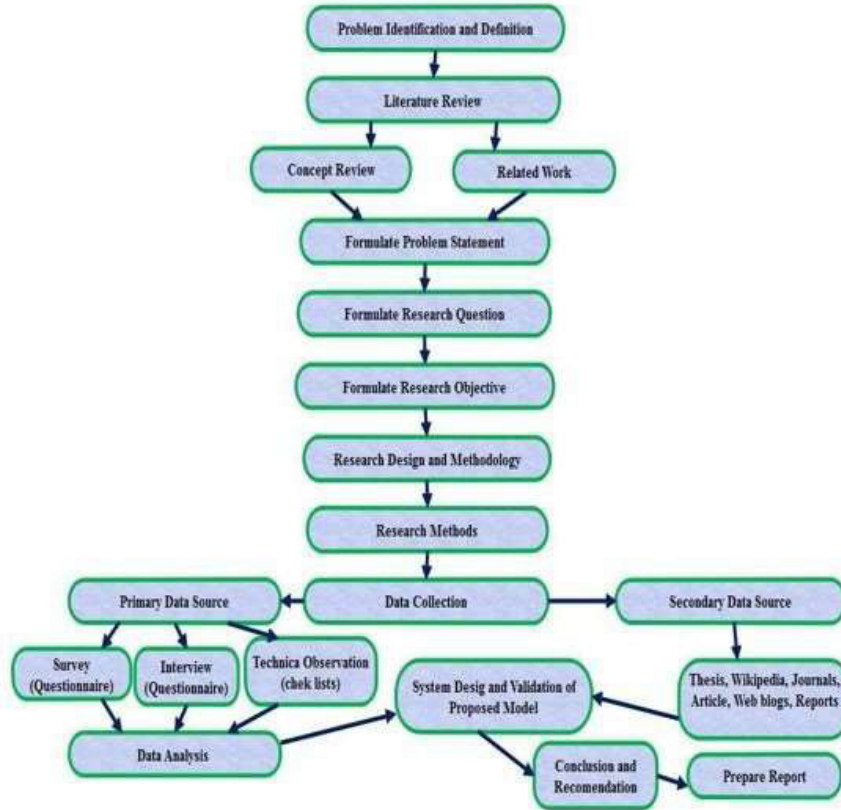 Problem Identification and Definition
Literature Review
Concept Review
Related Work
Formulate Problem Statement
Formulate Research Question
Formulate Research Objective
Research Design and Methodology
Research Methods
Primary Data Source
Data Collection
Secondary Data Source
Survey
(Questionnaire)
Interview
(Questionnaire)
Technica Observation
(chek lists)
System Desig and Validation of
Proposed Model
Thesis, Wikipedia, Journals,
Article, Web blogs, Reports
Data Analysis
Conclusion and
Recomendation
Prepare Report